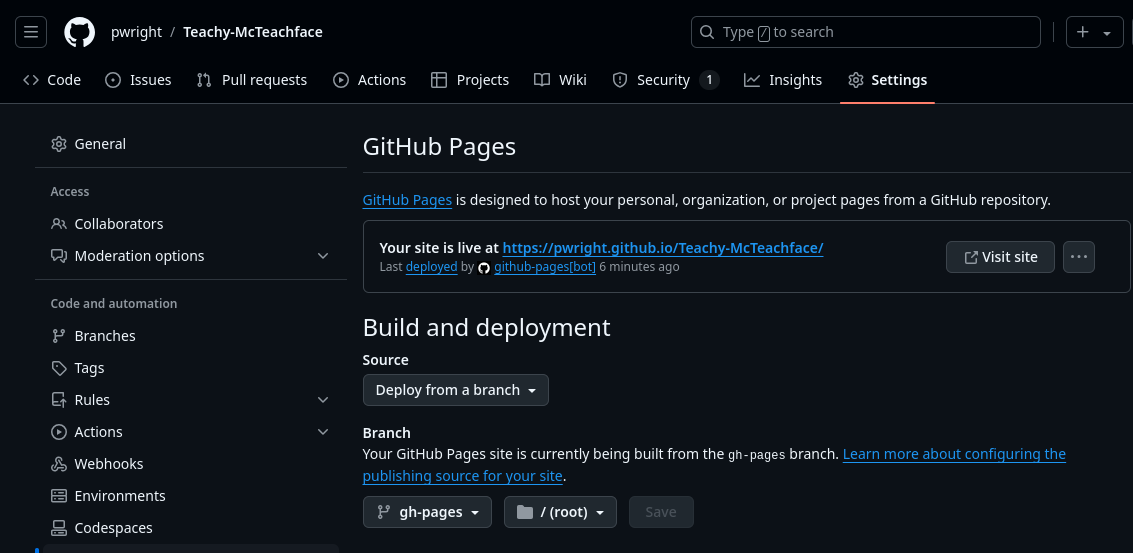 pwright / Teachy-McTeachface
Type / to search
Code Issues Pull requests Actions Projects Wiki Security 1 Insights Settings
General
Access
Collaborators
Moderation options
Code and automation
Branches
Tags
Rules
Actions
Webhooks
Environments
Codespaces
GitHub Pages
GitHub Pages is designed to host your personal, organization, or project pages from a GitHub repository.
Your site is live at https://pwright.github.io/Teachy-McTeachface/
Last deployed by github-pages[bot] 6 minutes ago
Visit site
Build and deployment
Source
Deploy from a branch
Branch
Your GitHub Pages site is currently being built from the gh-pages branch. Learn more about configuring the
publishing source for your site.
gh-pages / (root) Save